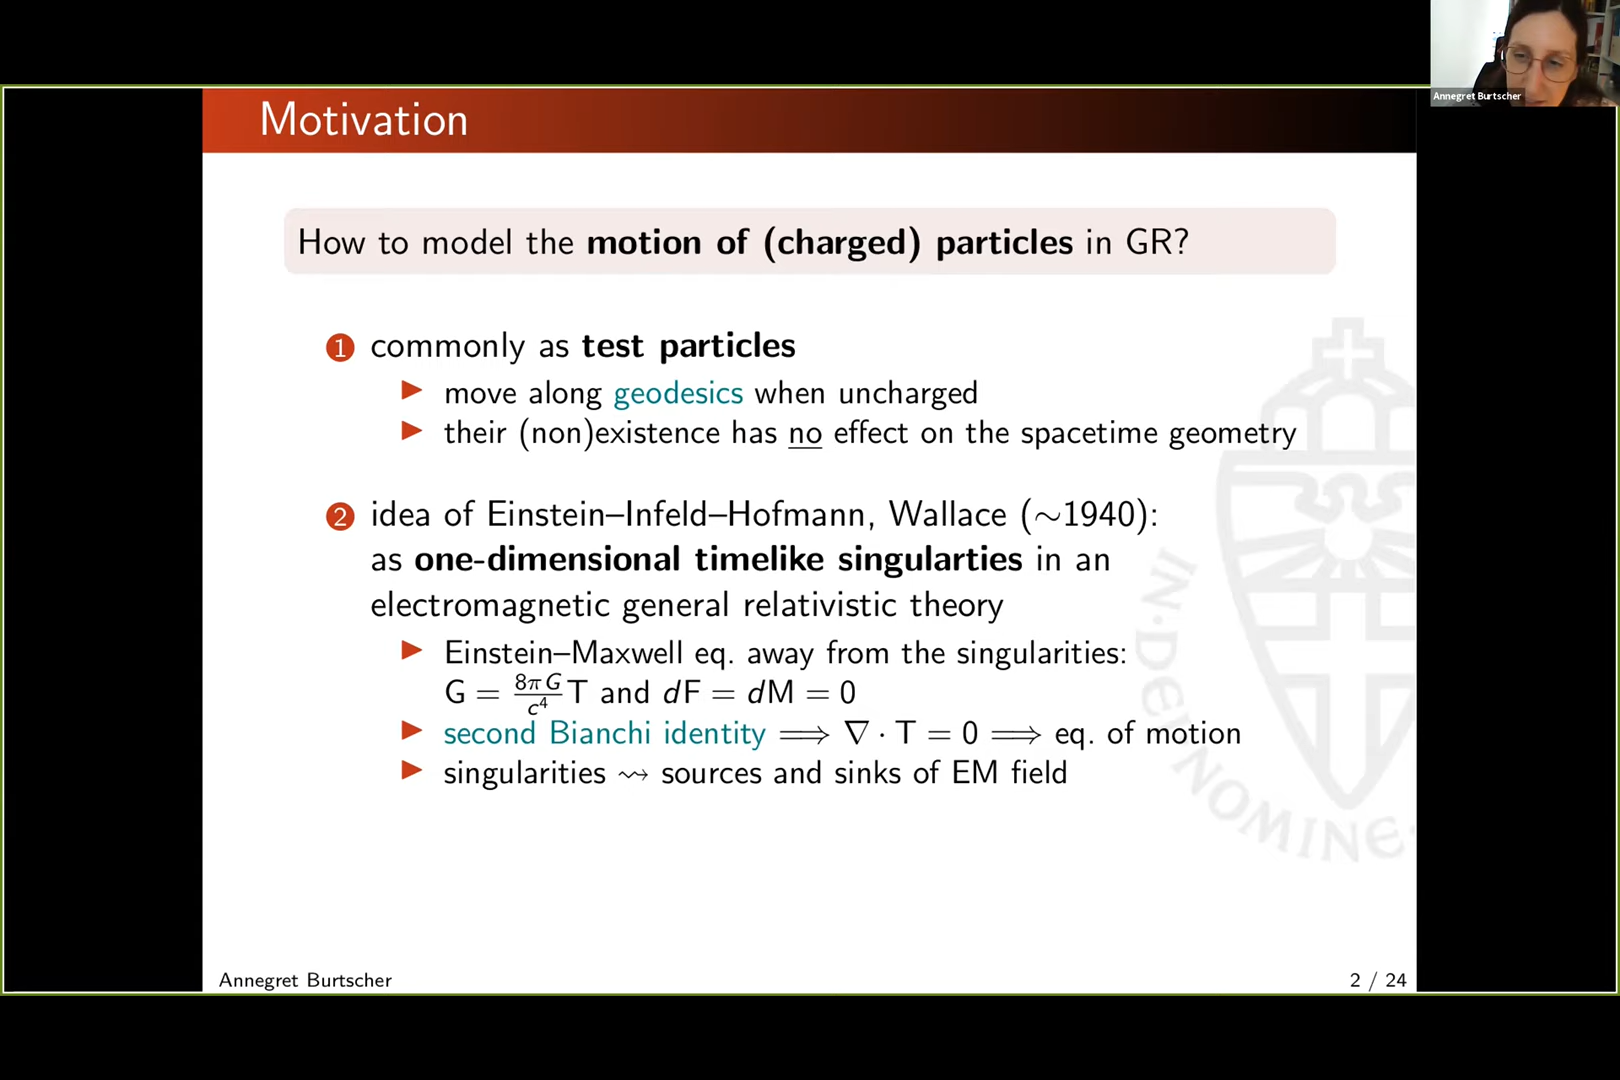 Annegret Burtscher
Motivation
How to model the motion of (charged) particles in GR?
1 commonly as test particles
▶ move along geodesics when uncharged
▶ their (non)existence has no effect on the spacetime geometry
2 idea of Einstein–Infeld–Hofmann, Wallace (∼1940):
as one-dimensional timelike singularties in an
electromagnetic general relativistic theory
▶ Einstein–Maxwell eq. away from the singularities:
G = \frac{8πG}{c^4} T and dF = dM = 0
▶ second Bianchi identity ⟹ ∇ · T = 0 ⟹ eq. of motion
▶ singularities ⇝ sources and sinks of EM field
IN·DEI NOMINE·
Annegret Burtscher
2 / 24